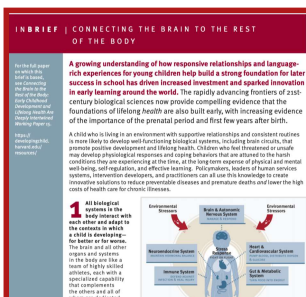 INBRIEF | CONNECTING THE BRAIN TO THE REST
OF THE BODY
For the full paper
on which this
brief is based,
see Connecting
the Brain to the
Rest of the Body:
Early Childhood
Development and
Lifelong Health Are
Deeply Intertwined
Working Paper 15.
https://
developingchild.
harvard.edu/
resources/
A growing understanding of how responsive relationships and language-
rich experiences for young children help build a strong foundation for later
success in school has driven increased investment and sparked innovation
in early learning around the world. The rapidly advancing frontiers of 21st-
century biological sciences now provide compelling evidence that the
foundations of lifelong health are also built early, with increasing evidence
of the importance of the prenatal period and first few years after birth.
A child who is living in an environment with supportive relationships and consistent routines
is more likely to develop well-functioning biological systems, including brain circuits, that
promote positive development and lifelong health. Children who feel threatened or unsafe
may develop physiological responses and coping behaviors that are attuned to the harsh
conditions they are experiencing at the time, at the long-term expense of physical and mental
well-being, self-regulation, and effective learning. Policymakers, leaders of human services
systems, intervention developers, and practitioners can all use this knowledge to create
innovative solutions to reduce preventable diseases and premature deaths and lower the high
costs of health care for chronic illnesses.
1 All biological
systems in the
body interact with
each other and adapt to
the contexts in which
a child is developing—
for better or for worse.
The brain and all other
organs and systems
in the body are like a
team of highly skilled
athletes, each with a
specialized capability
that complements
the others and all of
Environmental
Stressors
Brain & Autonomic
Nervous System
Environmental
Stressors
Neuroendocrine System
Heart &
Cardiovascular System
Immune System
Gut & Metabolic
System